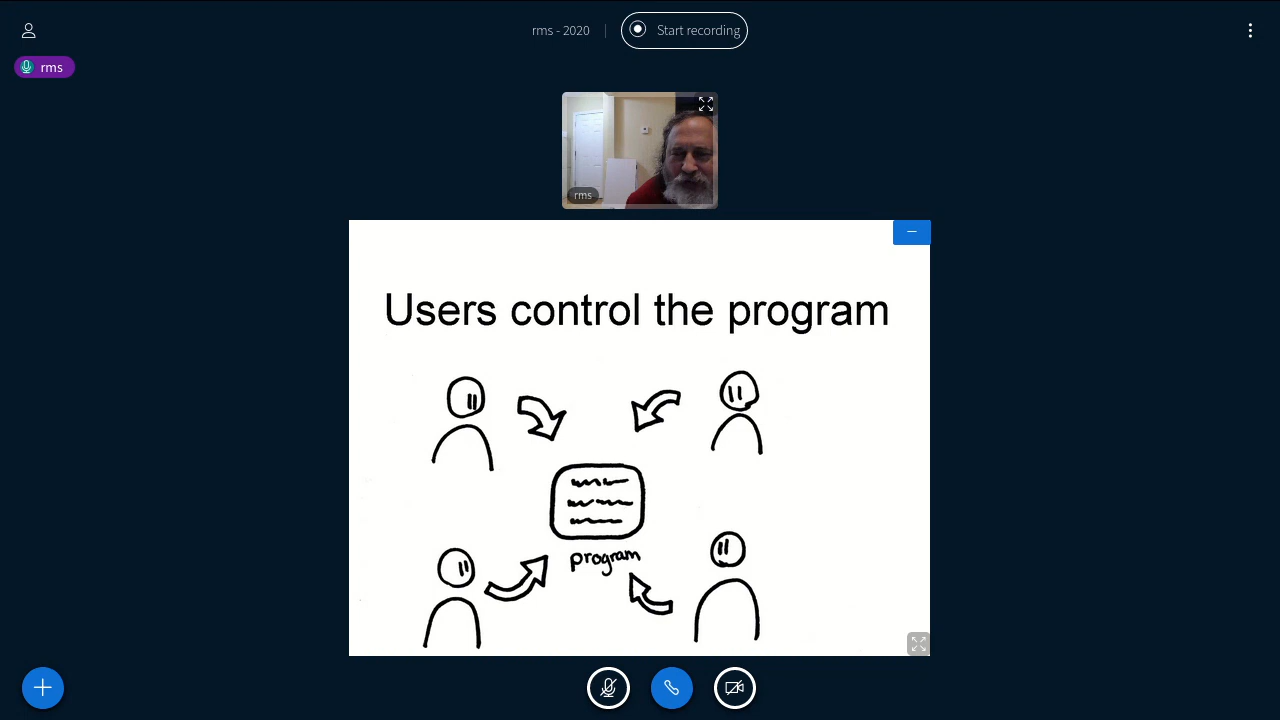 rms - 2020
Start recording
rms
rms
Users control the program
program